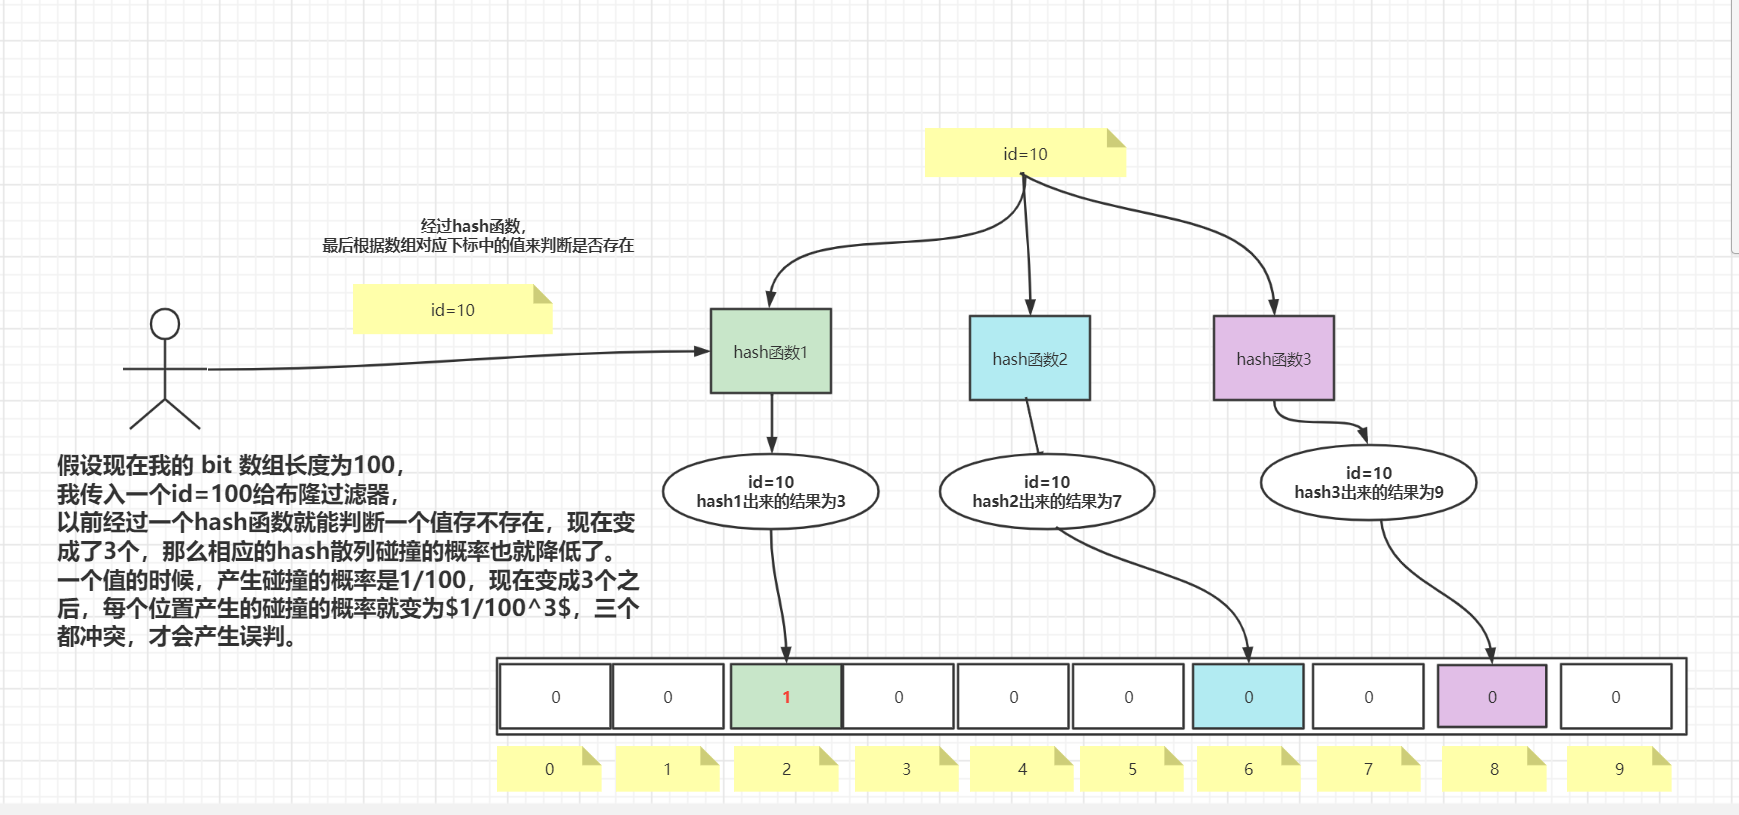 id=10
经过hash函数,
最后根据数组对应下标中的值来判断是否存在
id=10
hash函数1
hash函数2
hash函数3
假设现在我的 bit 数组长度为100，
我传入一个id=100给布隆过滤器，
以前经过一个hash函数就能判断一个值存不存在，现在变
成了3个，那么相应的hash散列碰撞的概率也就降低了。
一个值的时候，产生碰撞的概率是1/100，现在变成3个之
后，每个位置产生的碰撞的概率就变为$1/100^3$，三个
都冲突，才会产生误判。
id=10
hash1出来的结果为3
id=10
hash2出来的结果为7
id=10
hash3出来的结果为9
0 0 1 0 0 0 0 0 0 0
0 1 2 3 4 5 6 7 8 9